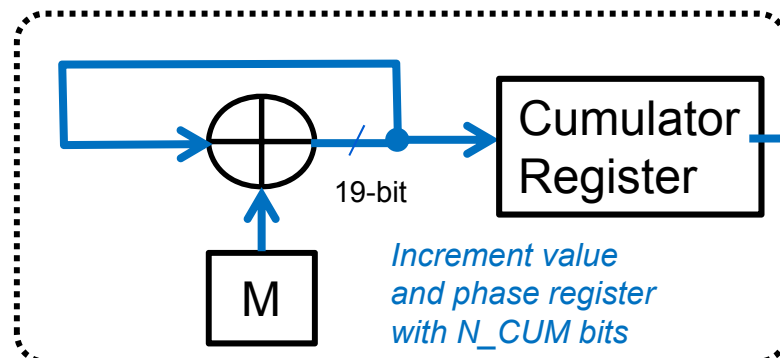 Cumulator
Register
19-bit
M
Increment value
and phase register
with N_CUM bits